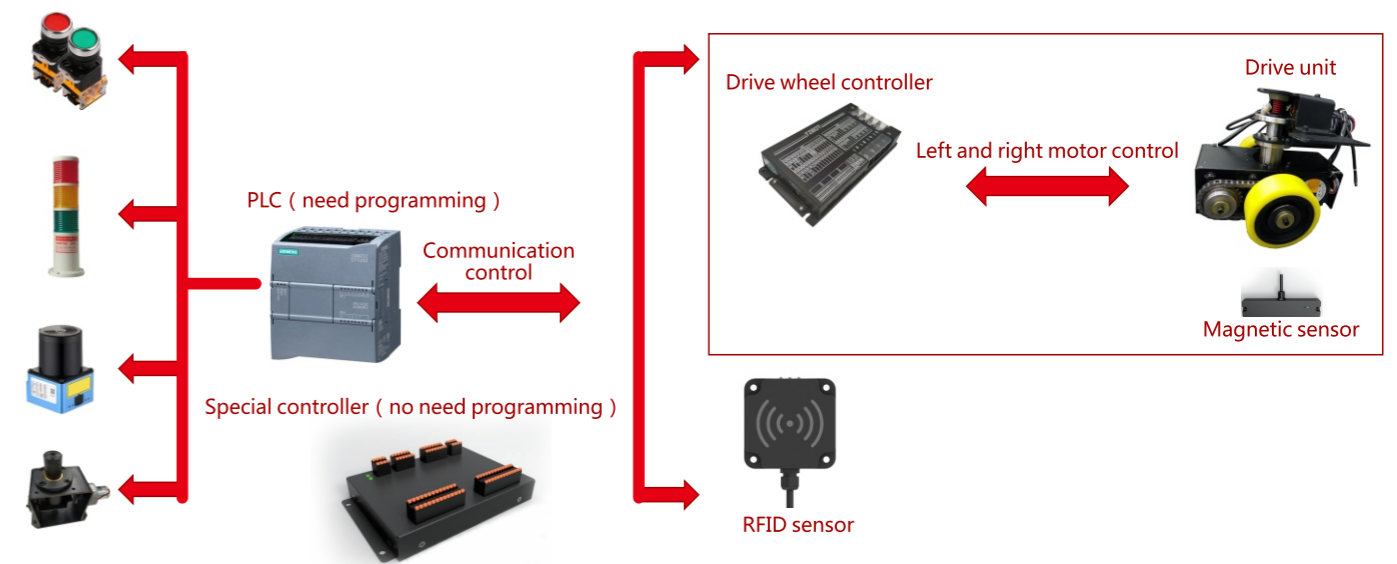 Drive wheel controller
Drive unit
Left and right motor control
PLC ( need programming )
Communication
control
SIEMENS
Magnetic sensor
Special controller ( no need programming )
RFID sensor